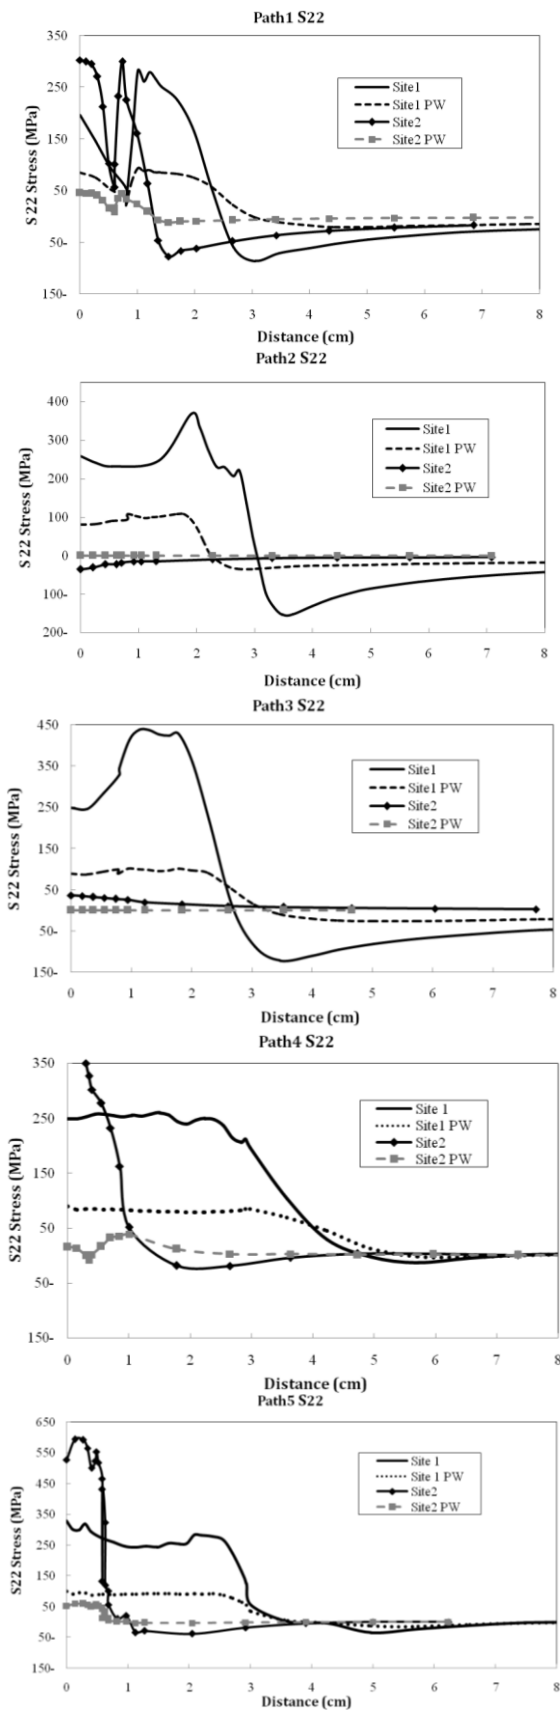 Path1 S22
350
250
150
50
50-
150-
S22 Stress (MPa)
Site1
Site1 PW
Site2
Site2 PW
0 1 2 3 4 5 6 7 8
Distance (cm)
Path2 S22
400
300
200
100
0
100-
200-
S22 Stress (MPa)
Site1
Site1 PW
Site2
Site2 PW
0 1 2 3 4 5 6 7 8
Distance (cm)
Path3 S22
450
350
250
150
50
50-
150-
S22 Stress (MPa)
Site1
Site1 PW
Site2
Site2 PW
0 1 2 3 4 5 6 7 8
Distance (cm)
Path4 S22
350
250
150
50
50-
150-
S22 Stress (MPa)
Site 1
Site1 PW
Site2
Site2 PW
0 1 2 3 4 5 6 7 8
Distance (cm)
Path5 S22
650
550
450
350
250
150
50
50-
150-
S22 Stress (MPa)
Site 1
Site 1 PW
Site2
Site2 PW
0 1 2 3 4 5 6 7 8
Distance (cm)